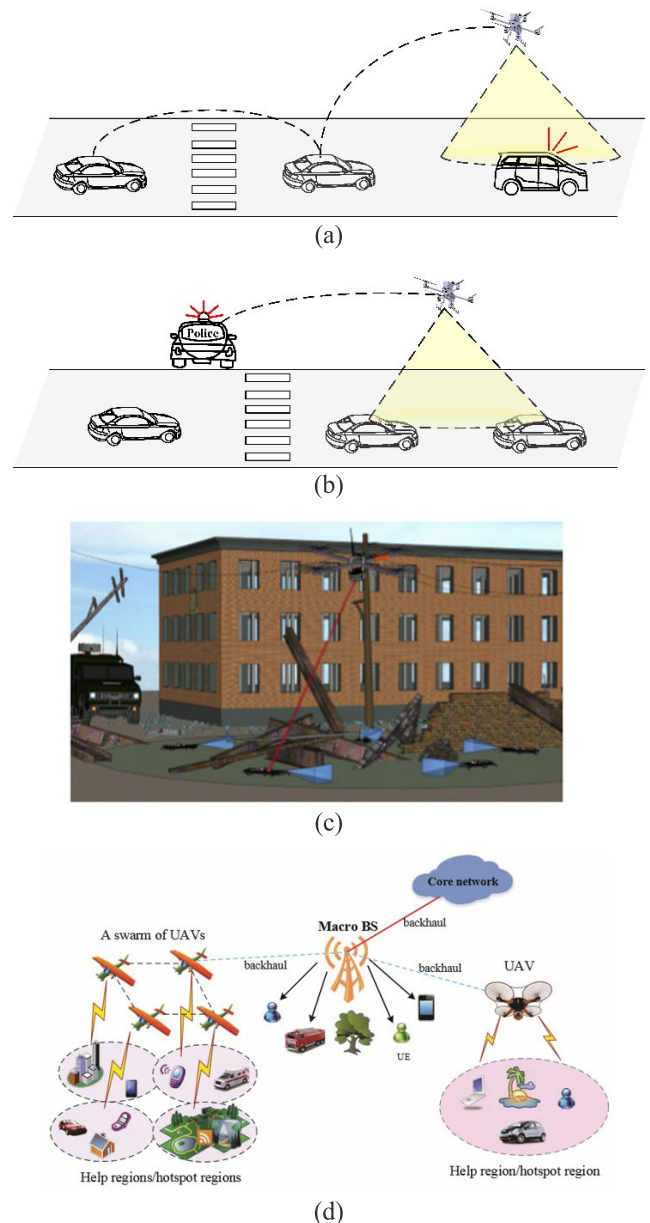 (a)
Police
(b)
(c)
Core network
Macro BS
backhaul
A swarm of UAVs
backhaul
backhaul
UAV
UE
Help regions/hotspot regions
Help region/hotspot region
(d)